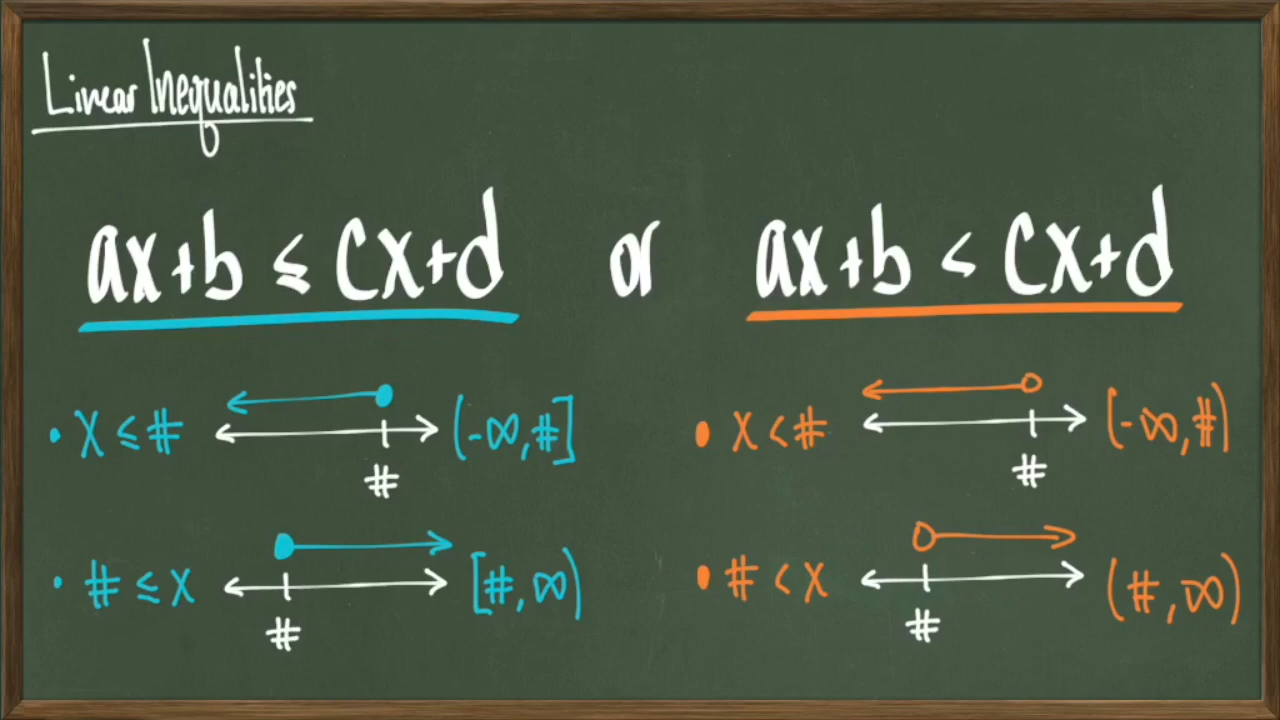 Linear Inequalities
ax+b ≤ cx+d or ax+b < cx+d
• x ≤ # (-∞,#]
#
• # ≤ x [#,∞)
#
• x < # (-∞,#)
#
• # < x (#,∞)
#